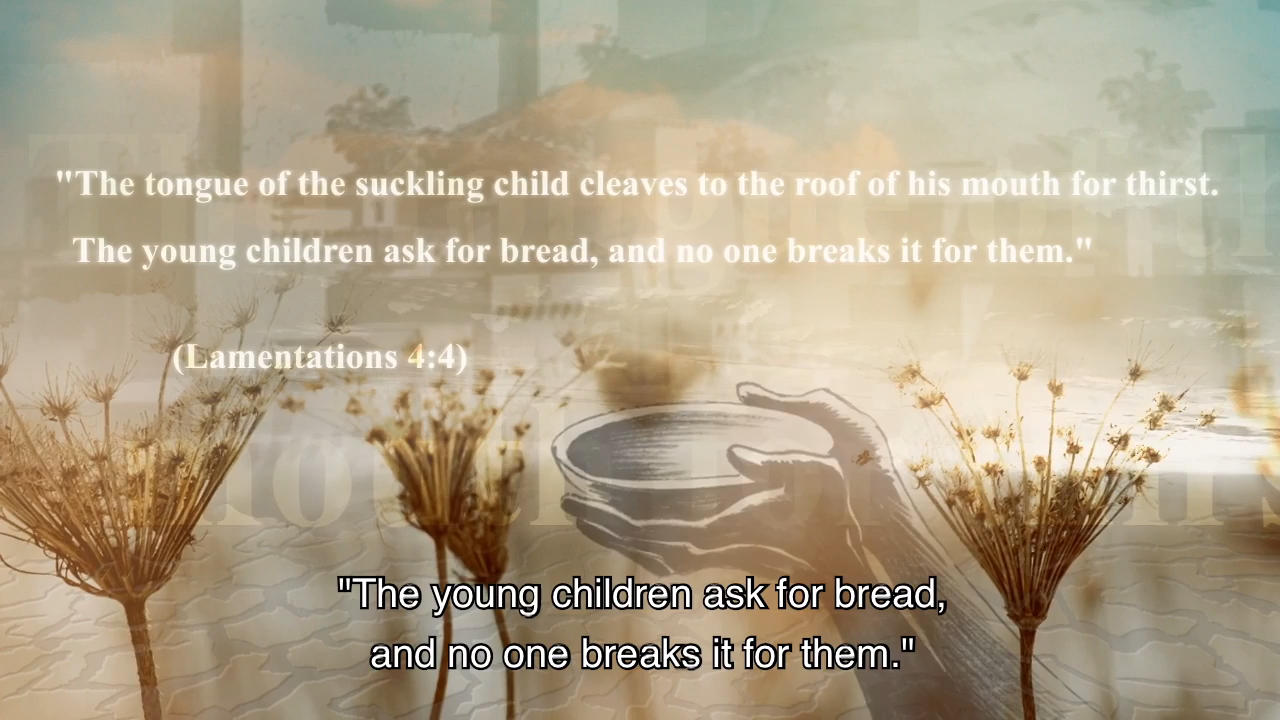 "The tongue of the suckling child cleaves to the roof of his mouth for thirst.
The young children ask for bread, and no one breaks it for them."
(Lamentations 4:4)
"The young children ask for bread,
and no one breaks it for them."